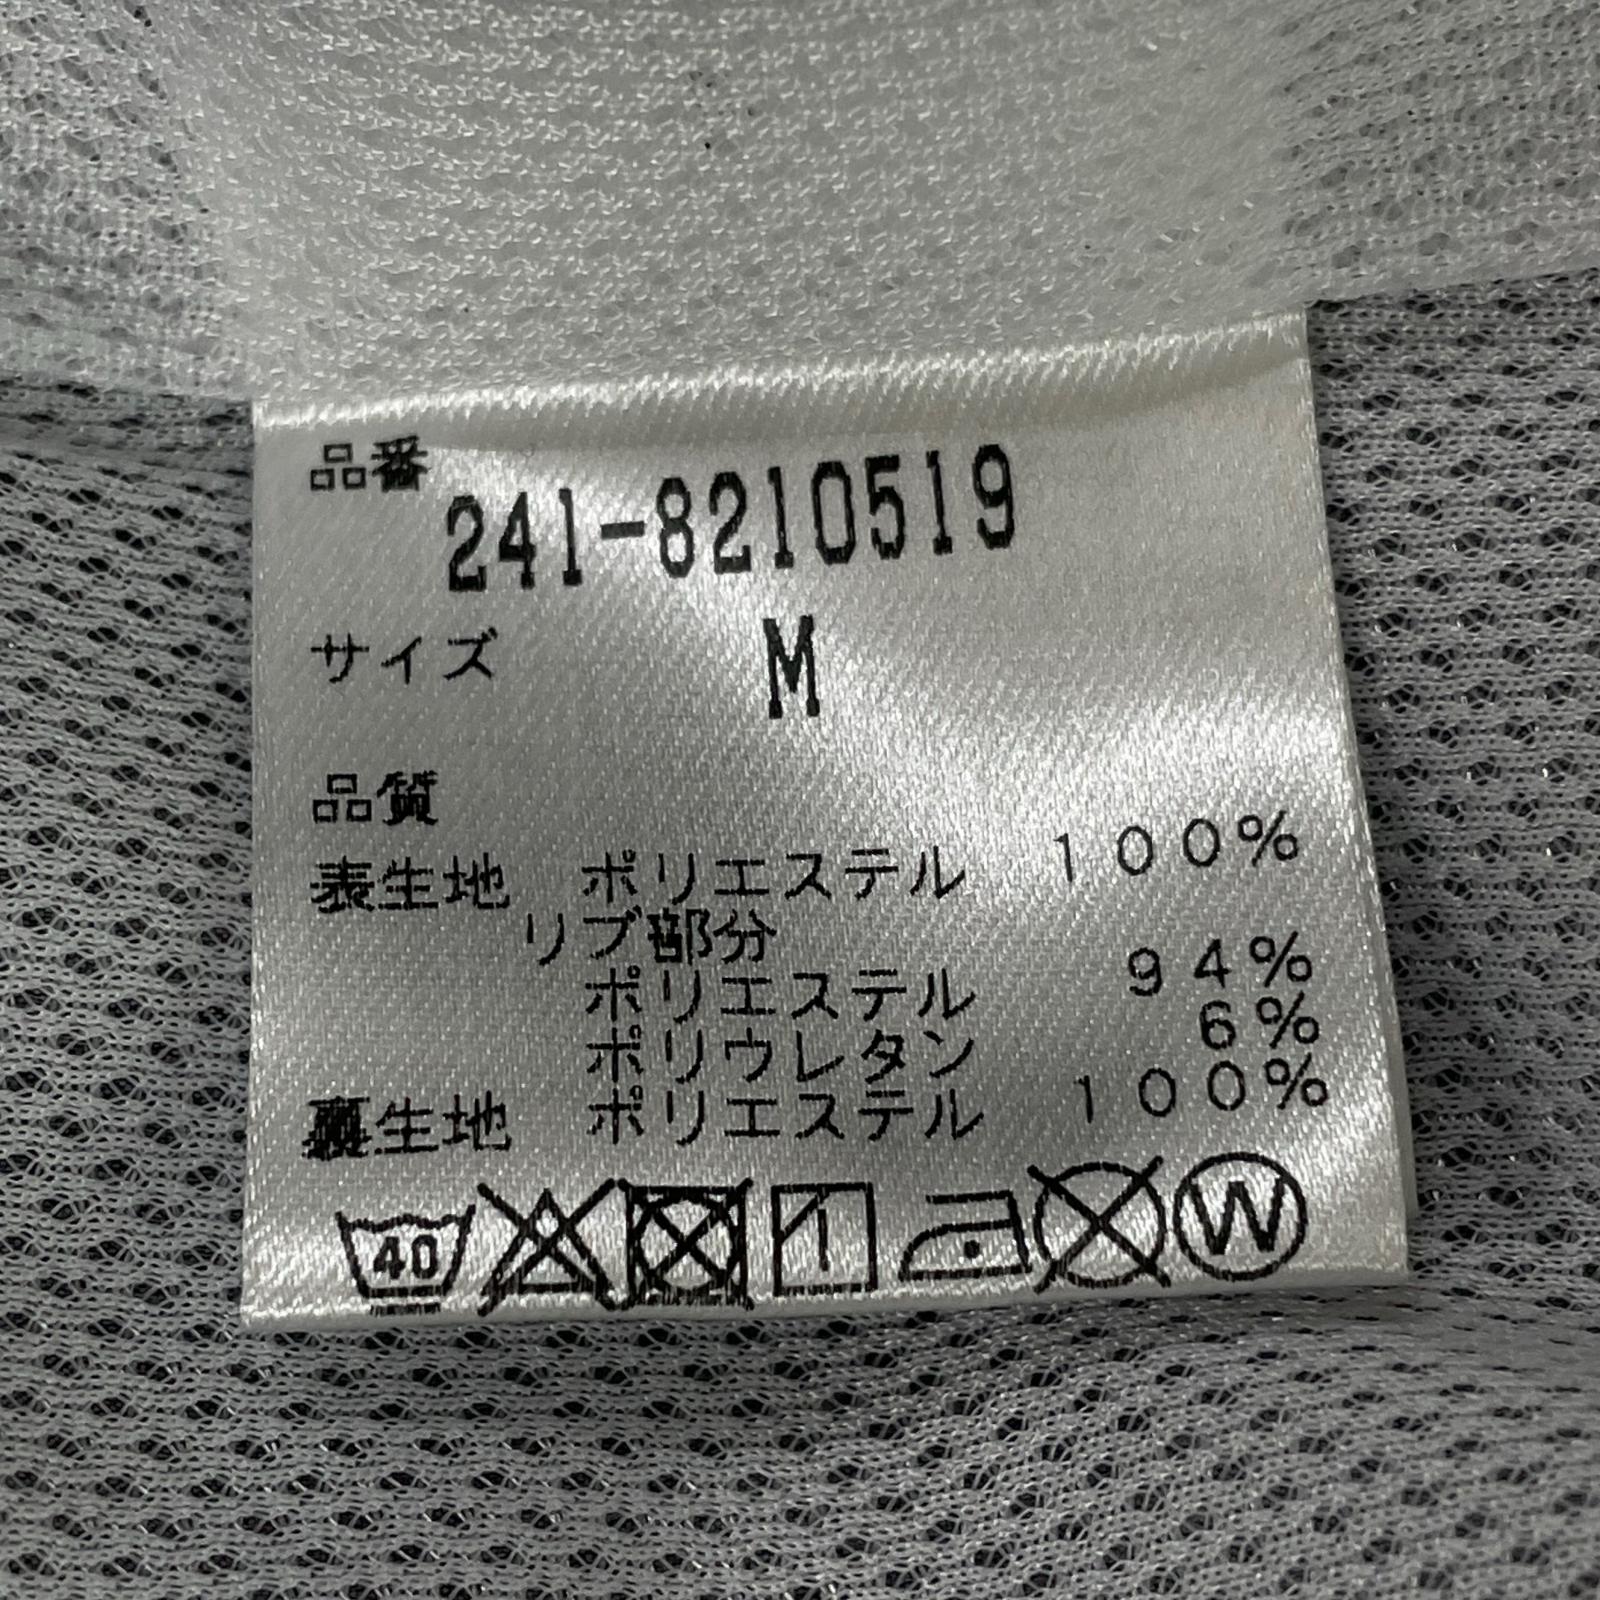 品番
241-8210519
サイズ M
品質
表生地 ポリエステル 100%
リブ部分
ポリエステル 94%
ポリウレタン 6%
裏生地 ポリエステル 100%
40 W